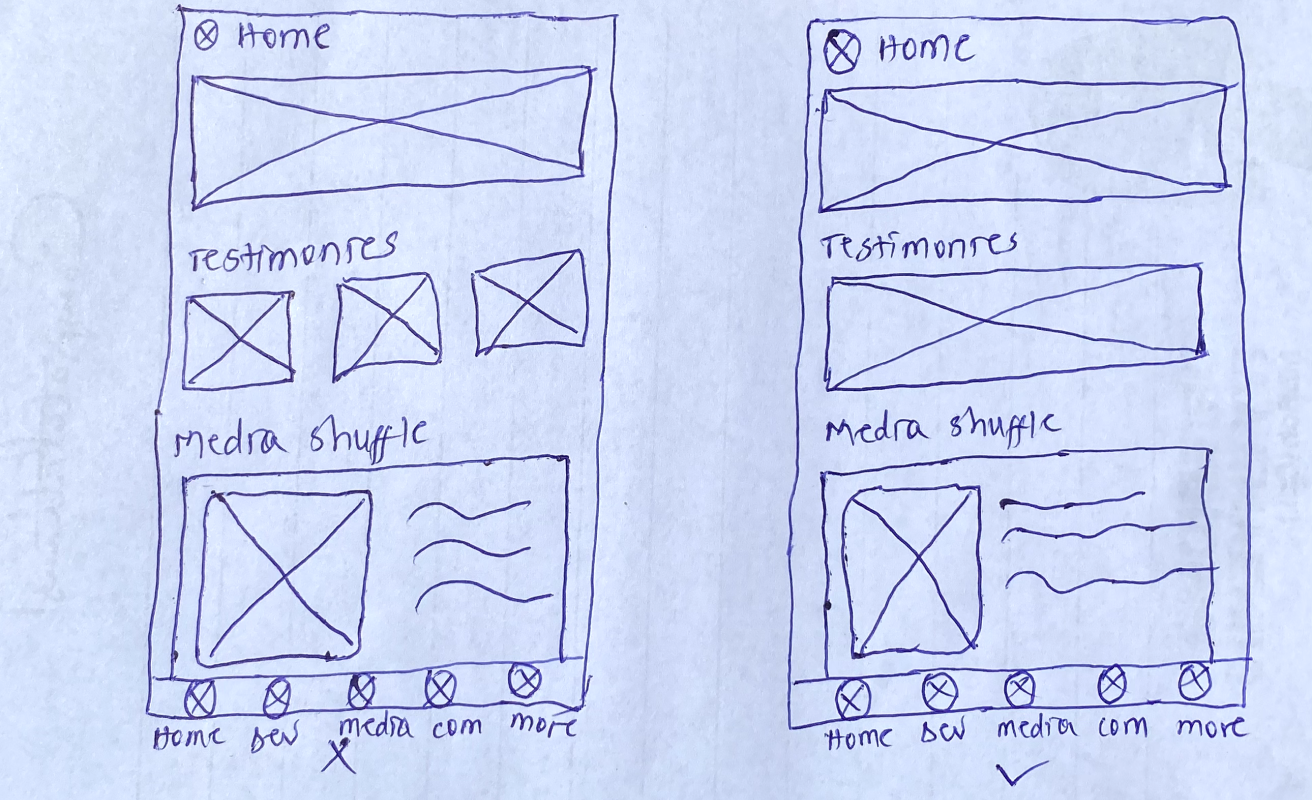 Home
Testimonies
Media shuffle
Home Dev media com more
X
Home
Testimonies
Media shuffle
Home Dev media com more
✓